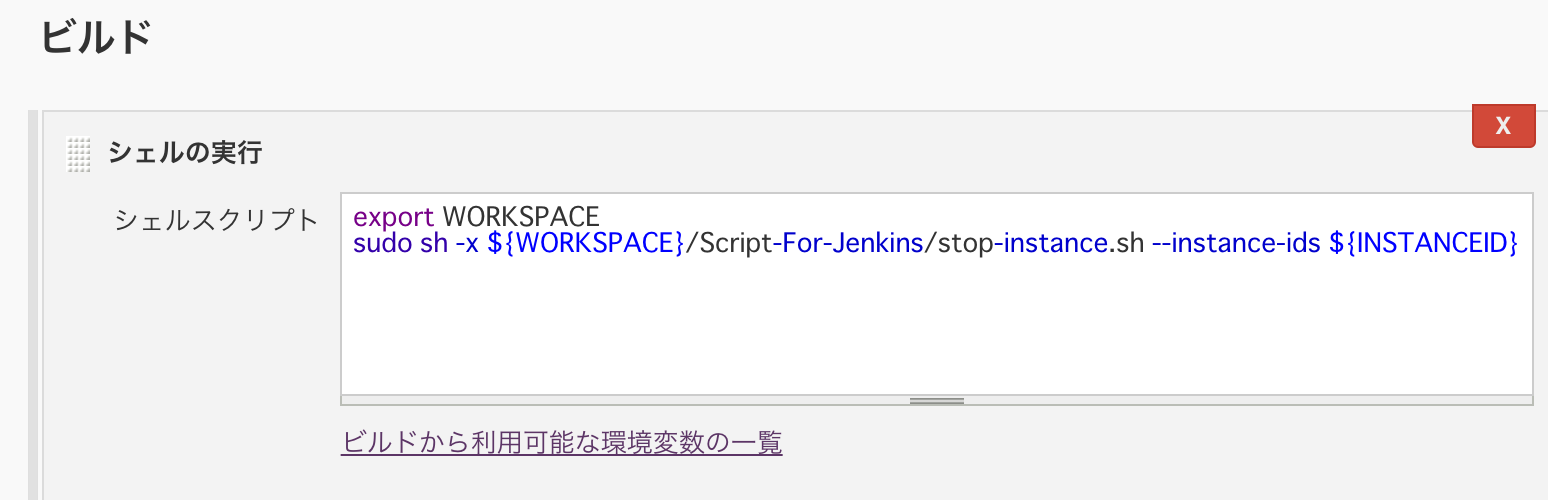 ビルド
X
シェルの実行
シェルスクリプト
export WORKSPACE
sudo sh -x ${WORKSPACE}/Script-For-Jenkins/stop-instance.sh --instance-ids ${INSTANCEID}
ビルドから利用可能な環境変数の一覧